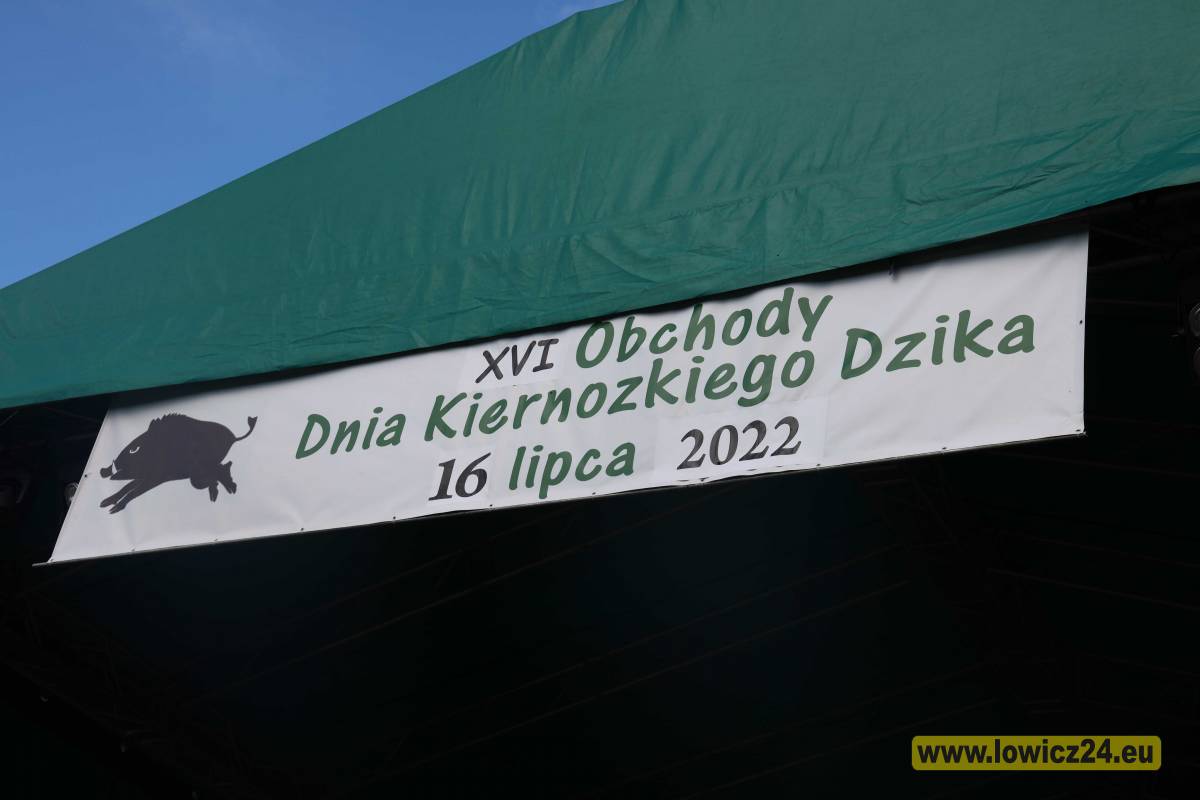 XVI Obchody
Dnia Kiernozkiego Dzika
16 lipca 2022
www.lowicz24.eu